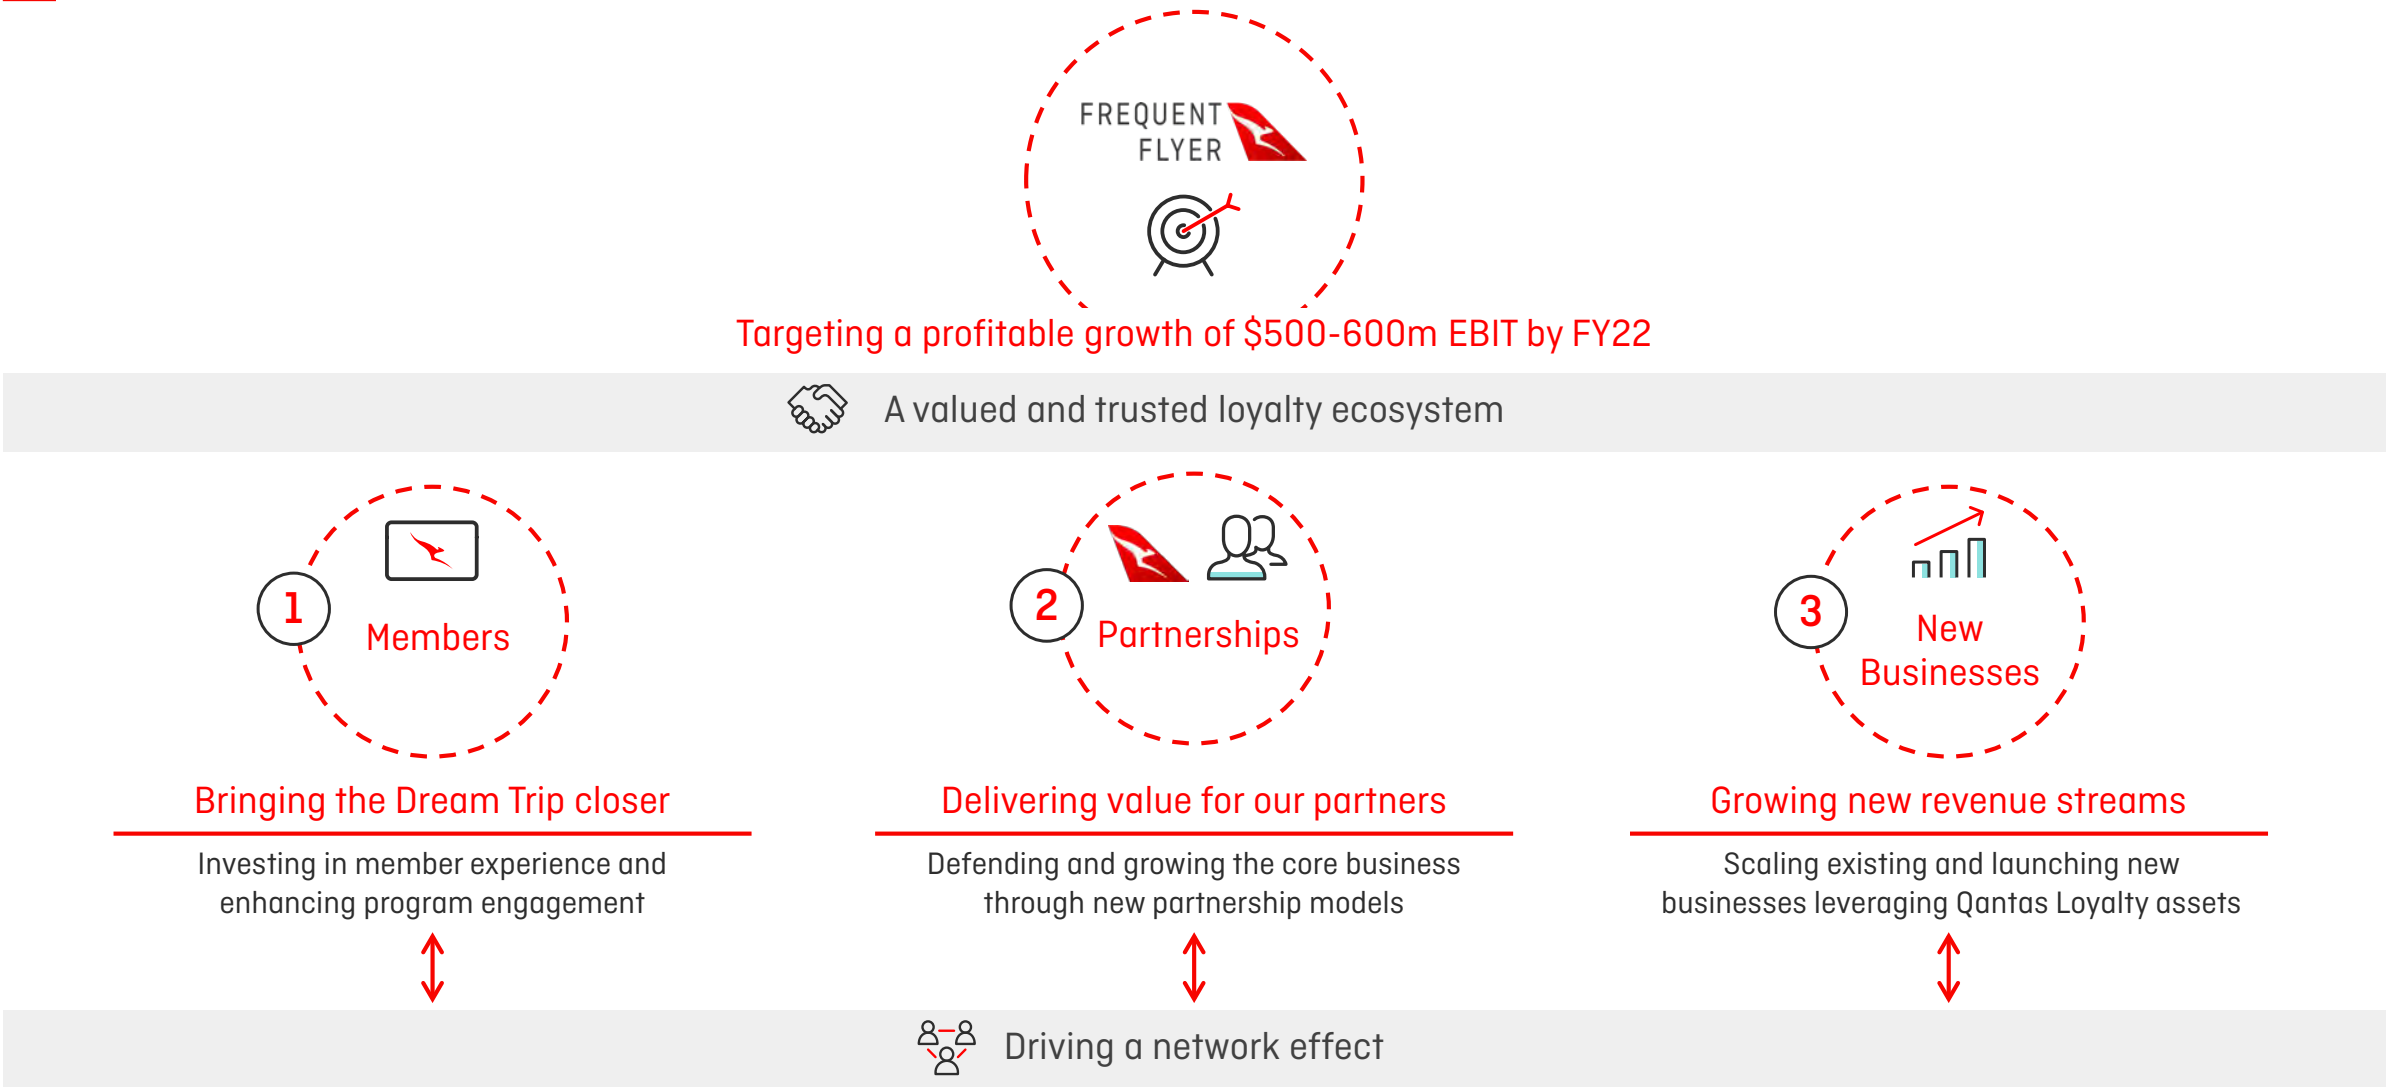 FREQUENT
FLYER
Targeting a profitable growth of $500-600m EBIT by FY22
A valued and trusted loyalty ecosystem
1
Members
Bringing the Dream Trip closer
Investing in member experience and
enhancing program engagement
2
Partnerships
Delivering value for our partners
Defending and growing the core business
through new partnership models
3
New
Businesses
Growing new revenue streams
Scaling existing and launching new
businesses leveraging Qantas Loyalty assets
Driving a network effect